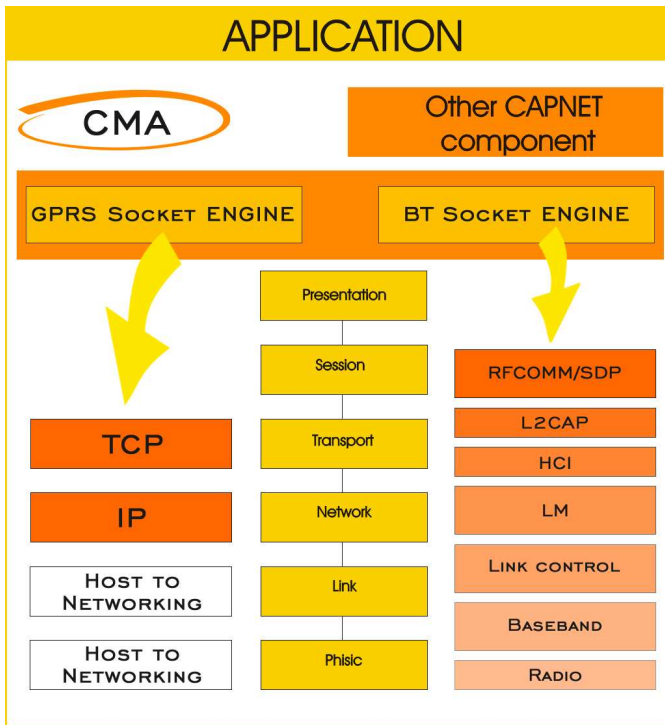 APPLICATION
CMA
Other CAPNET
component
GPRS SOCKET ENGINE
BT SOCKET ENGINE
Presentation
Session
Transport
Network
Link
Phisic
TCP
IP
HOST TO
NETWORKING
HOST TO
NETWORKING
RFCOMM/SDP
L2CAP
HCI
LM
LINK CONTROL
BASEBAND
RADIO